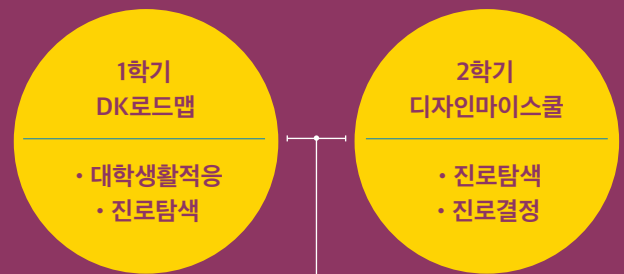 1학기
DK로드맵
• 대학생활적응
• 진로탐색
2학기
디자인마이스쿨
• 진로탐색
• 진로결정